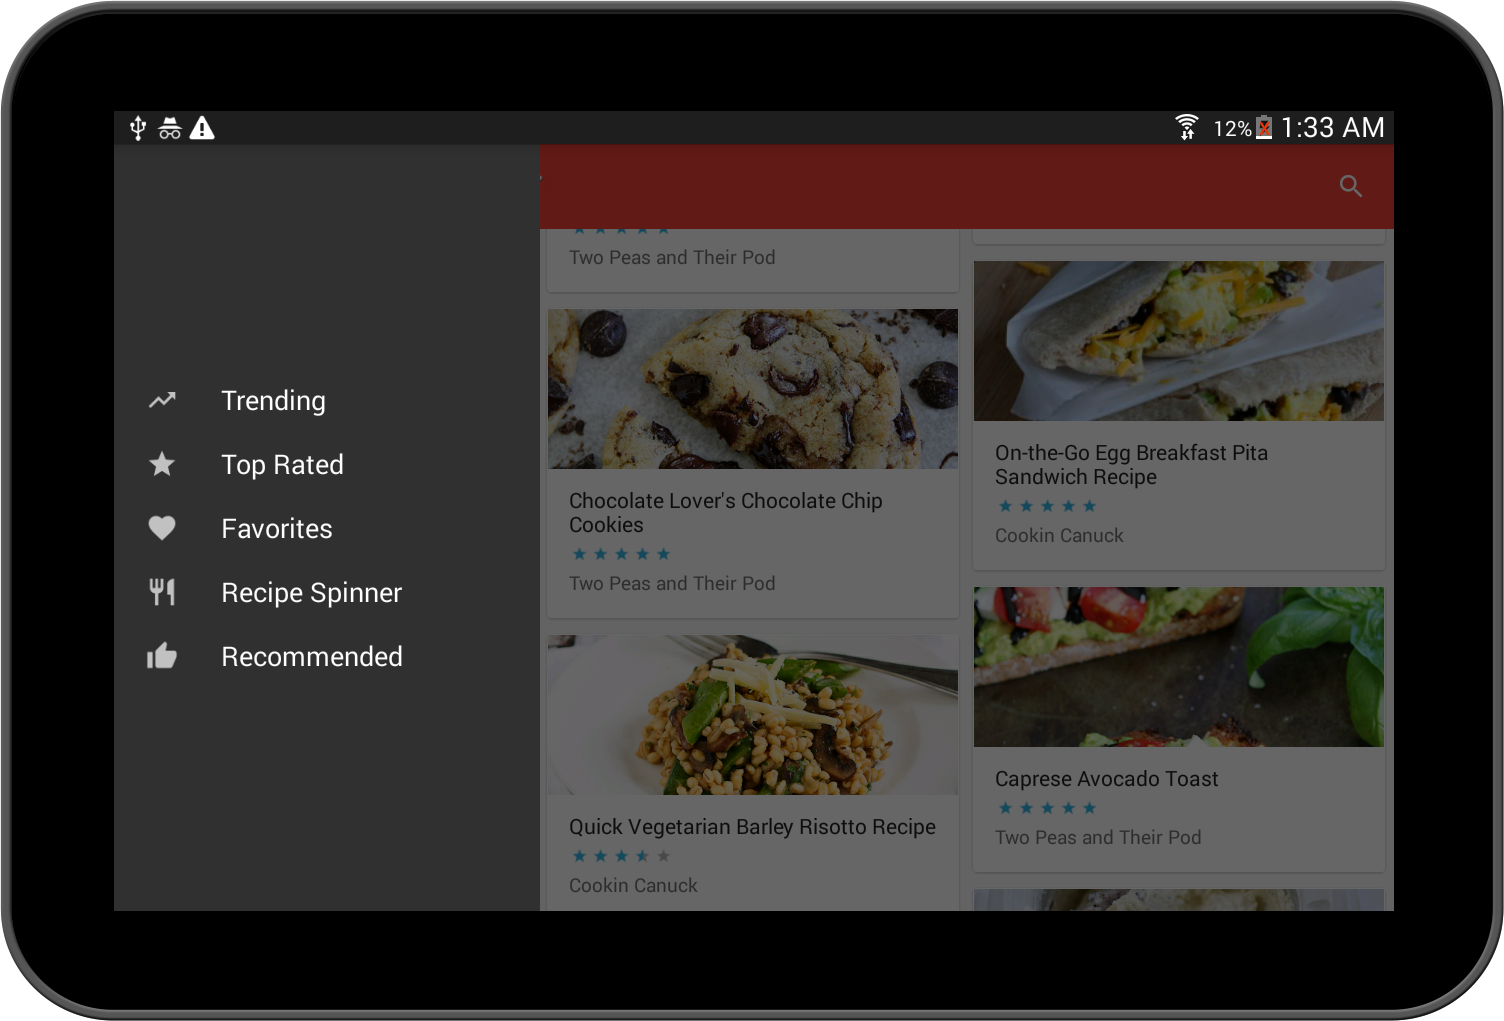 12% 1:33 AM
Trending
Top Rated
Favorites
Recipe Spinner
Recommended
Two Peas and Their Pod
Chocolate Lover's Chocolate Chip
Cookies
Two Peas and Their Pod
Quick Vegetarian Barley Risotto Recipe
Cookin Canuck
On-the-Go Egg Breakfast Pita
Sandwich Recipe
Cookin Canuck
Caprese Avocado Toast
Two Peas and Their Pod